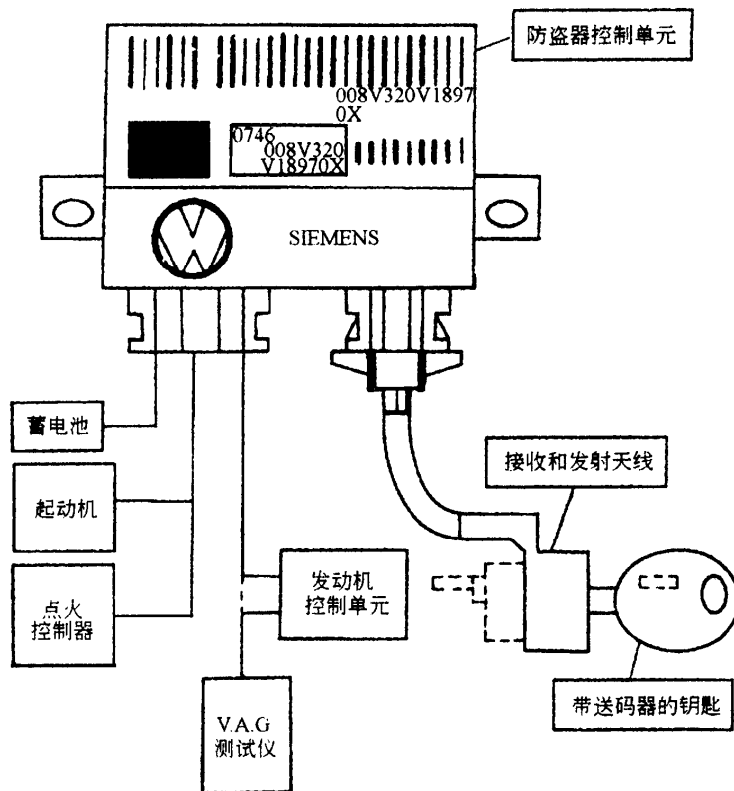 防盗器控制单元
008V320V1897
0X
0746
008V320
V18970X
SIEMENS
蓄电池
接收和发射天线
起动机
点火
控制器
发动机
控制单元
带送码器的钥匙
V.A.G
测试仪